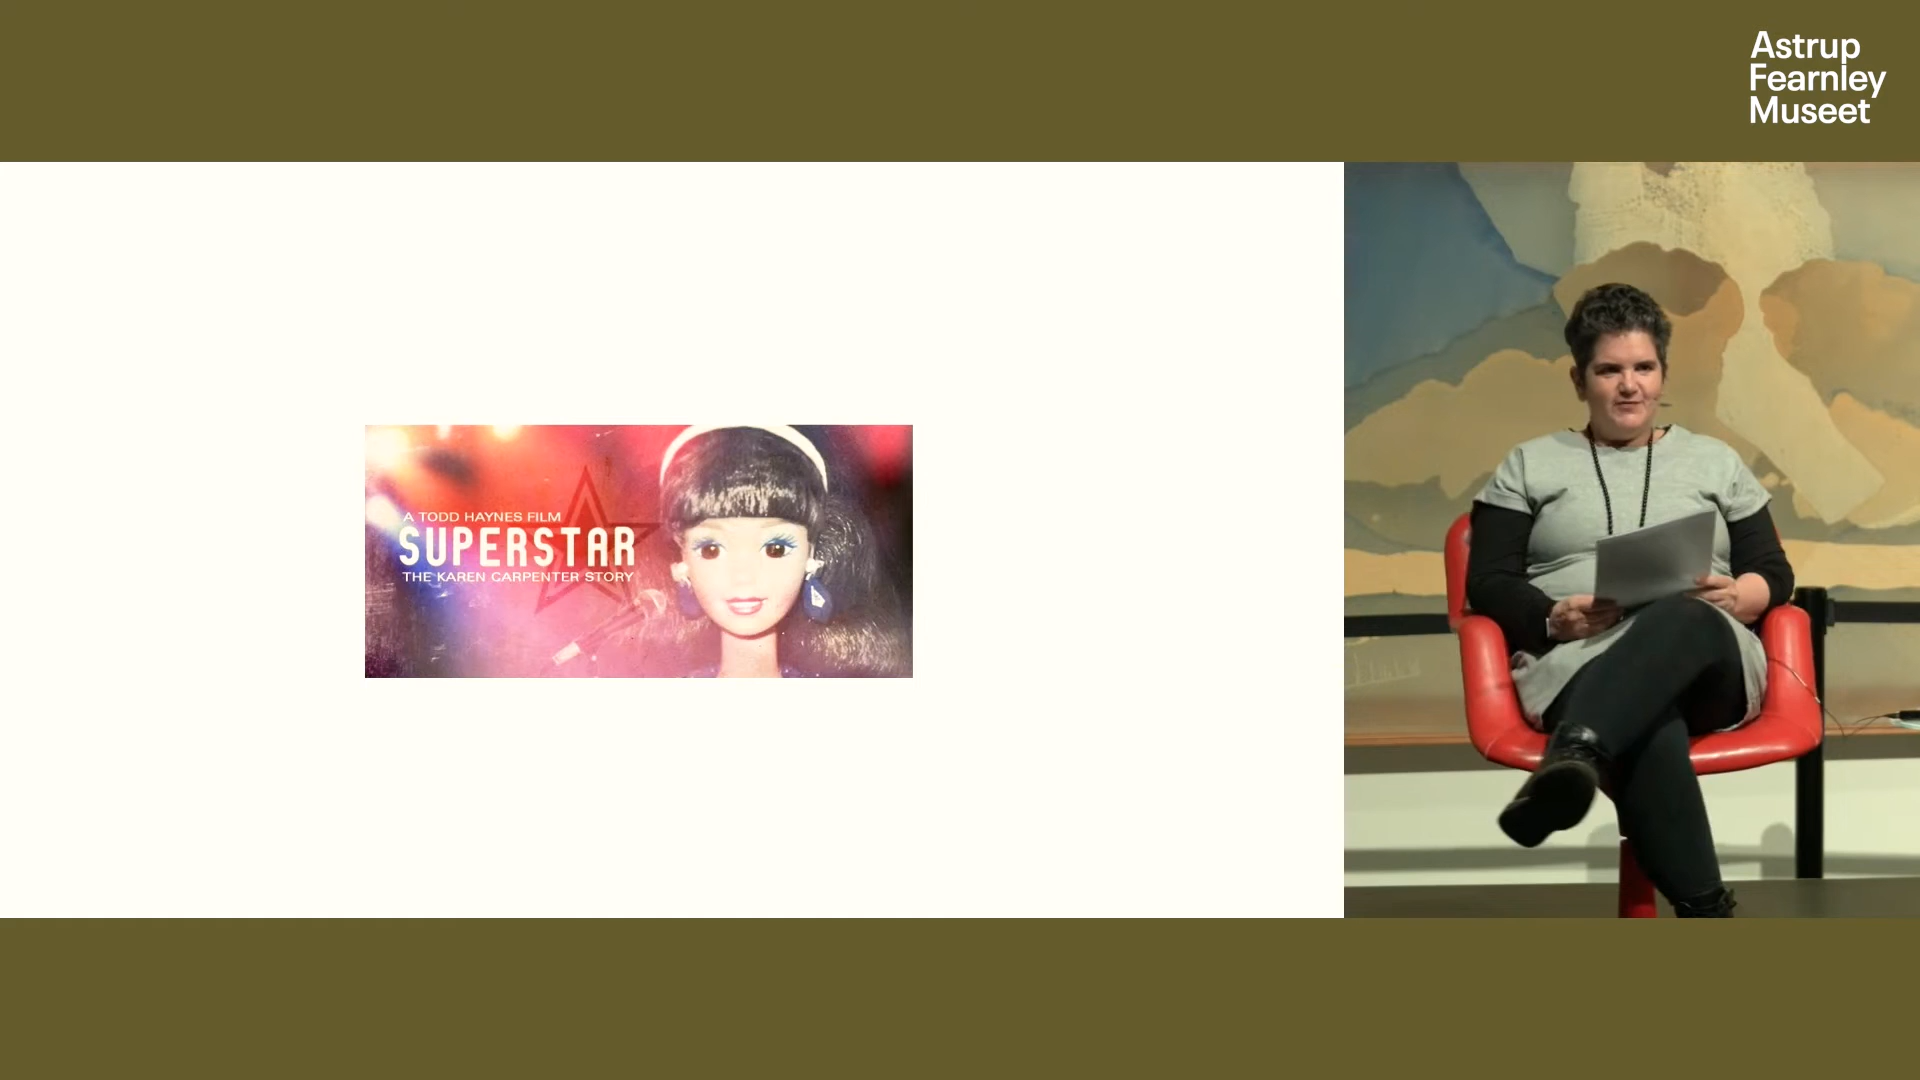 Astrup
Fearnley
Museet
A TODD HAYNES FILM
SUPERSTAR
THE KAREN CARPENTER STORY